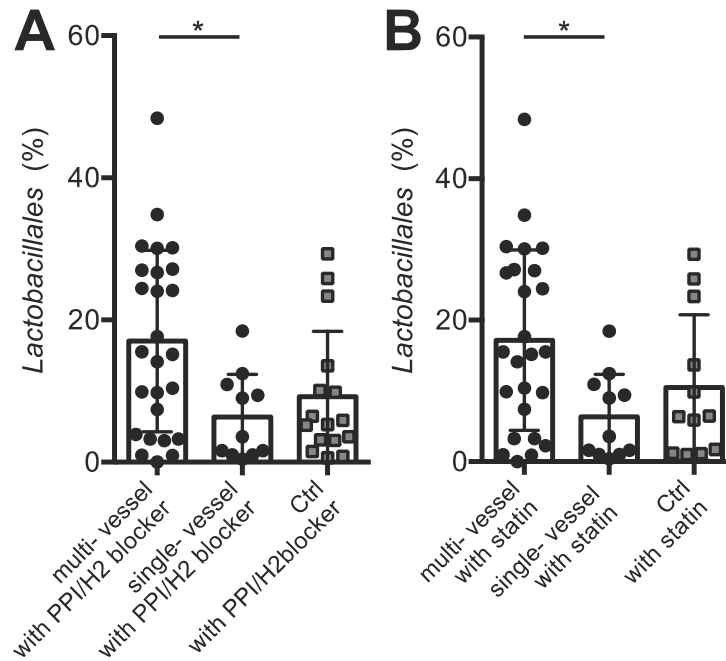 A
60
40
20
0
Lactobacillales (%)
*
multi- vessel
with PPI/H2 blocker
single- vessel
with PPI/H2 blocker
Ctrl
with PPI/H2blocker
B
60
40
20
0
Lactobacillales (%)
*
multi- vessel
with statin
single- vessel
with statin
Ctrl
with statin